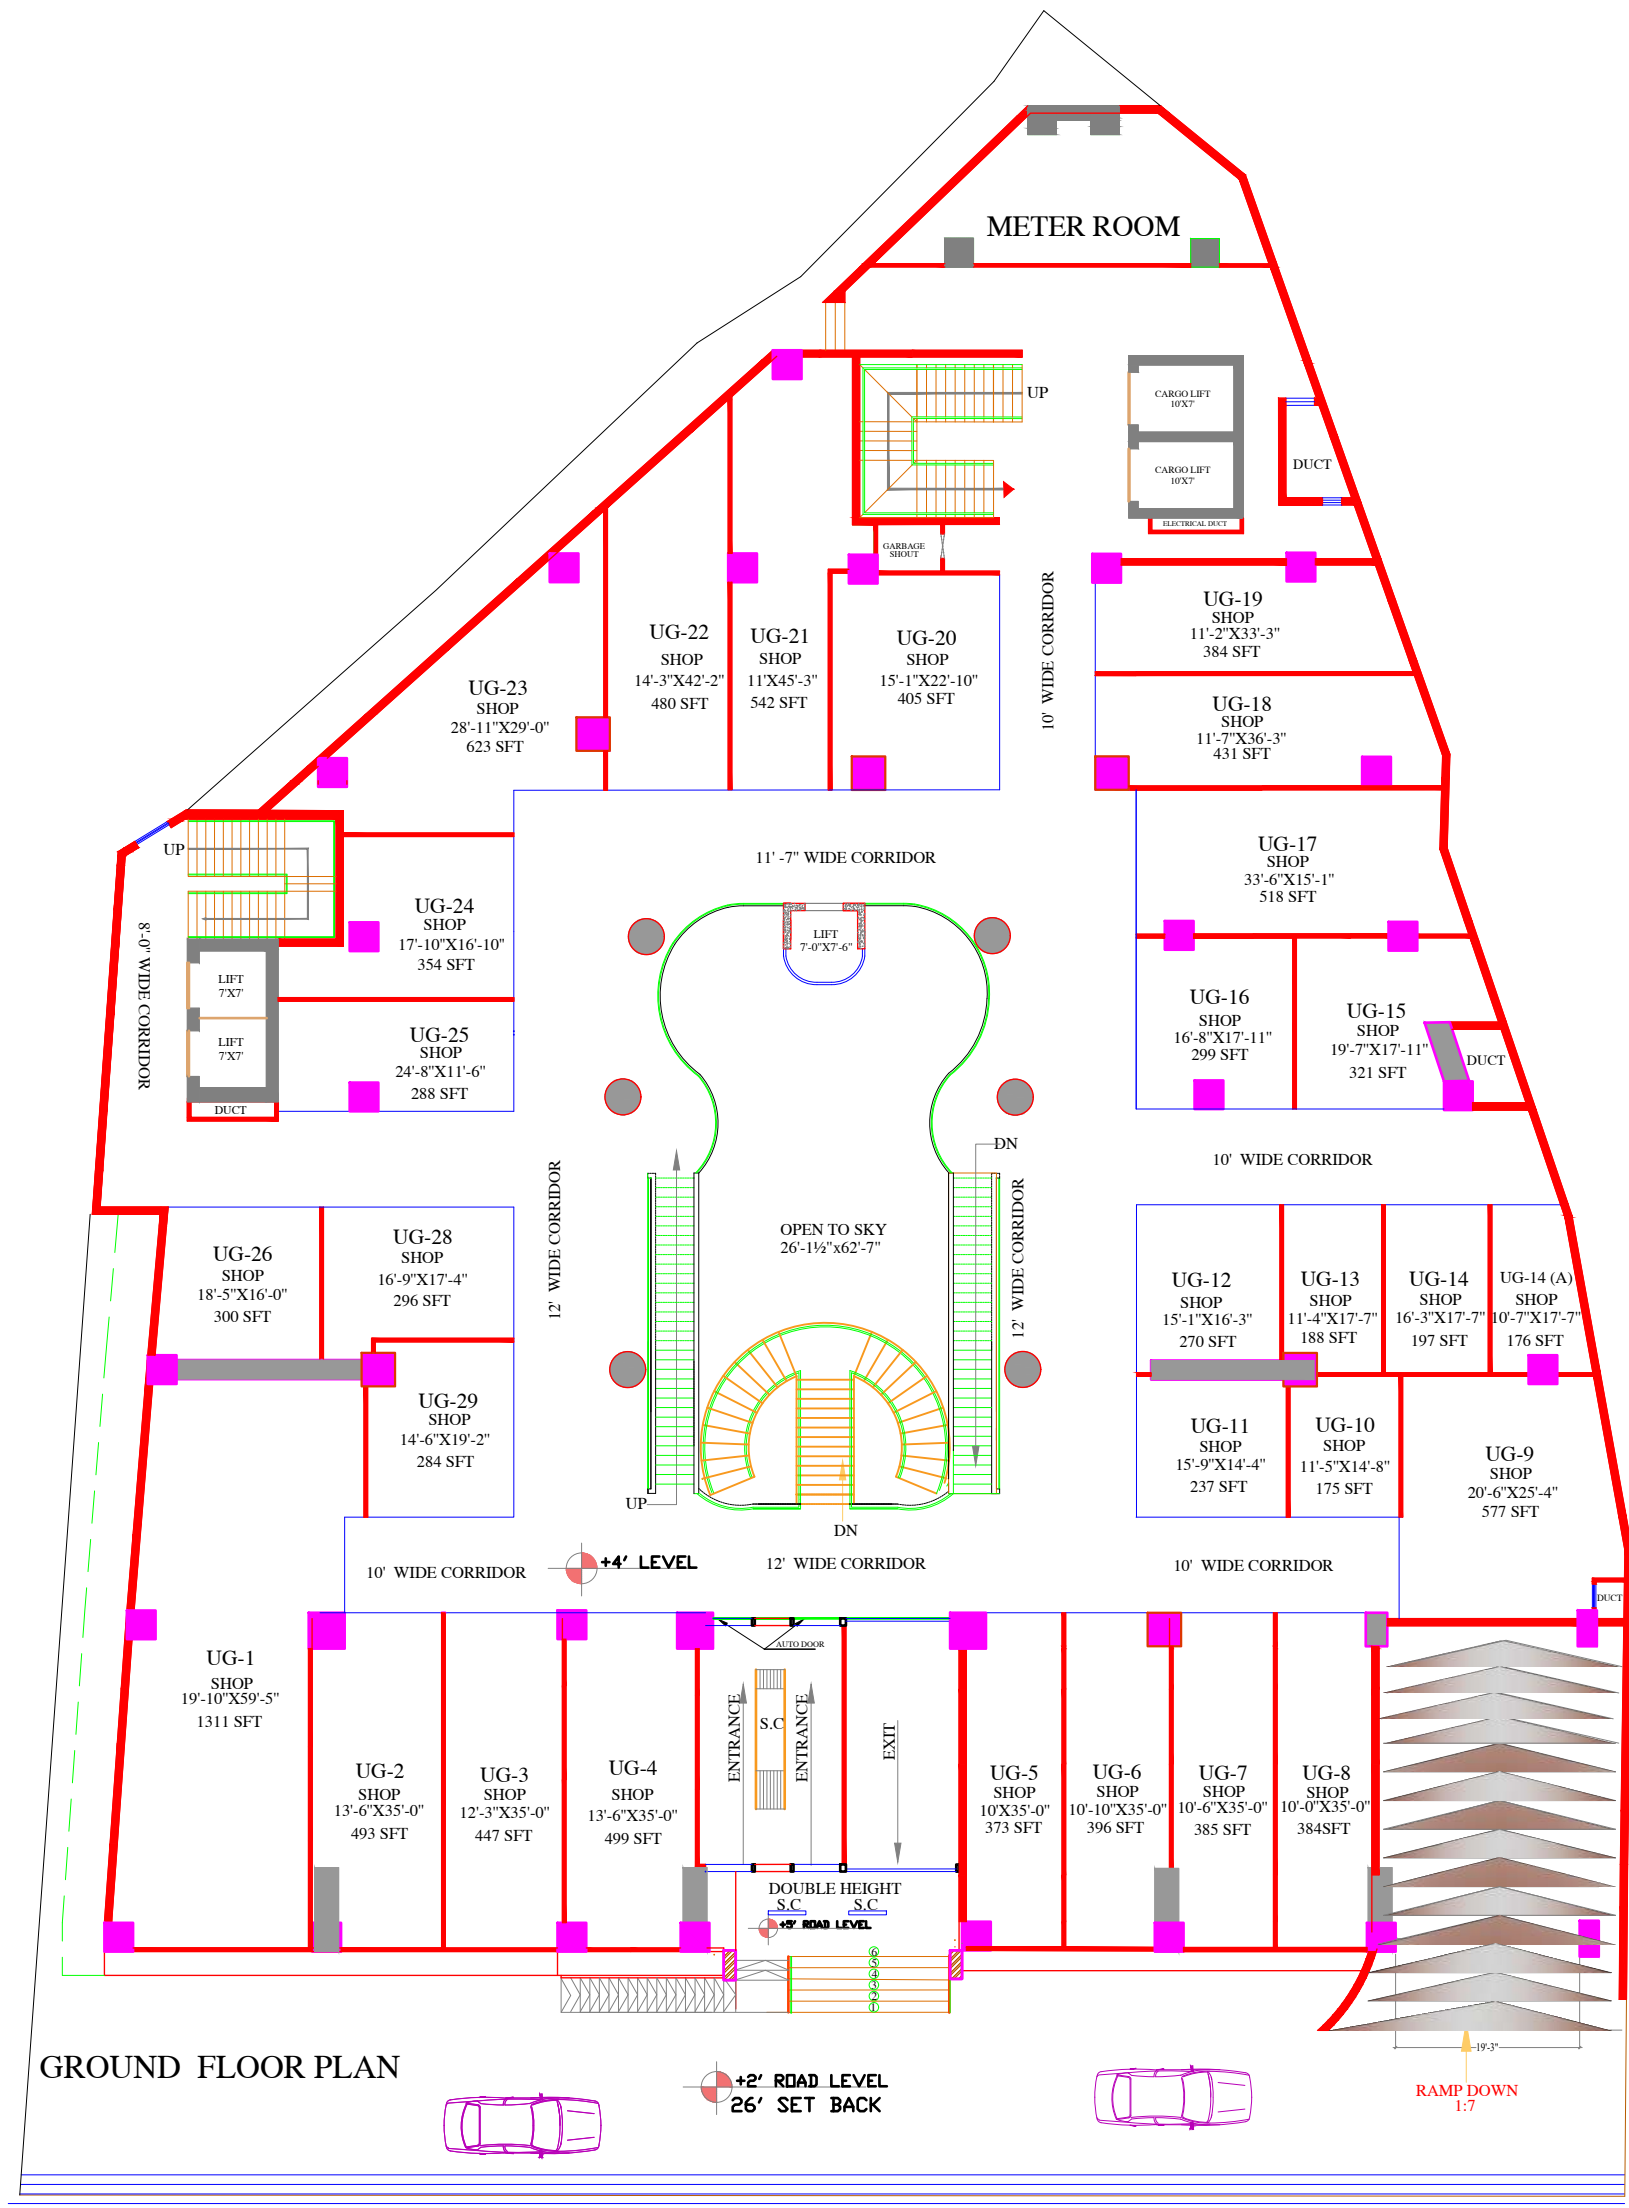 METER ROOM
UP
CARGO LIFT
10'X7'
CARGO LIFT
10'X7'
DUCT
ELECTRICAL DUCT
GARBAGE
SHOUT
10'  WIDE CORRIDOR
UG-19
SHOP
11'-2"X33'-3"
384 SFT
UG-18
SHOP
11'-7"X36'-3"
431 SFT
UG-20
SHOP
15'-1"X22'-10"
405 SFT
UG-21
SHOP
11'X45'-3"
542 SFT
UG-22
SHOP
14'-3"X42'-2"
480 SFT
UG-23
SHOP
28'-11"X29'-0"
623 SFT
UP
11' -7" WIDE CORRIDOR
UG-17
SHOP
33'-6"X15'-1"
518 SFT
UG-24
SHOP
17'-10"X16'-10"
354 SFT
8'-0" WIDE CORRIDOR
LIFT
7'X7'
LIFT
7'X7'
DUCT
LIFT
7'-0"X7'-6"
UG-16
SHOP
16'-8"X17'-11"
299 SFT
UG-15
SHOP
19'-7"X17'-11"
321 SFT
DUCT
UG-25
SHOP
24'-8"X11'-6"
288 SFT
DN
12'  WIDE CORRIDOR
12'  WIDE CORRIDOR
10'  WIDE CORRIDOR
OPEN TO SKY
26'-1½"x62'-7"
UG-26
SHOP
18'-5"X16'-0"
300 SFT
UG-28
SHOP
16'-9"X17'-4"
296 SFT
UG-12
SHOP
15'-1"X16'-3"
270 SFT
UG-13
SHOP
11'-4"X17'-7"
188 SFT
UG-14
SHOP
16'-3"X17'-7"
197 SFT
UG-14 (A)
SHOP
10'-7"X17'-7"
176 SFT
UG-29
SHOP
14'-6"X19'-2"
284 SFT
UG-11
SHOP
15'-9"X14'-4"
237 SFT
UG-10
SHOP
11'-5"X14'-8"
175 SFT
UG-9
SHOP
20'-6"X25'-4"
577 SFT
UP
DN
10'  WIDE CORRIDOR
+4' LEVEL
12'  WIDE CORRIDOR
10'  WIDE CORRIDOR
DUCT
AUTO DOOR
UG-1
SHOP
19'-10"X59'-5"
1311 SFT
ENTRANCE
S.C
ENTRANCE
EXIT
UG-2
SHOP
13'-6"X35'-0"
493 SFT
UG-3
SHOP
12'-3"X35'-0"
447 SFT
UG-4
SHOP
13'-6"X35'-0"
499 SFT
UG-5
SHOP
10'X35'-0"
373 SFT
UG-6
SHOP
10'-10"X35'-0"
396 SFT
UG-7
SHOP
10'-6"X35'-0"
385 SFT
UG-8
SHOP
10'-0"X35'-0"
384SFT
DOUBLE HEIGHT
S.C
S.C
+5' ROAD LEVEL
6
5
4
3
2
1
19'-3"
RAMP DOWN
1:7
GROUND  FLOOR PLAN
+2' ROAD LEVEL
26' SET BACK